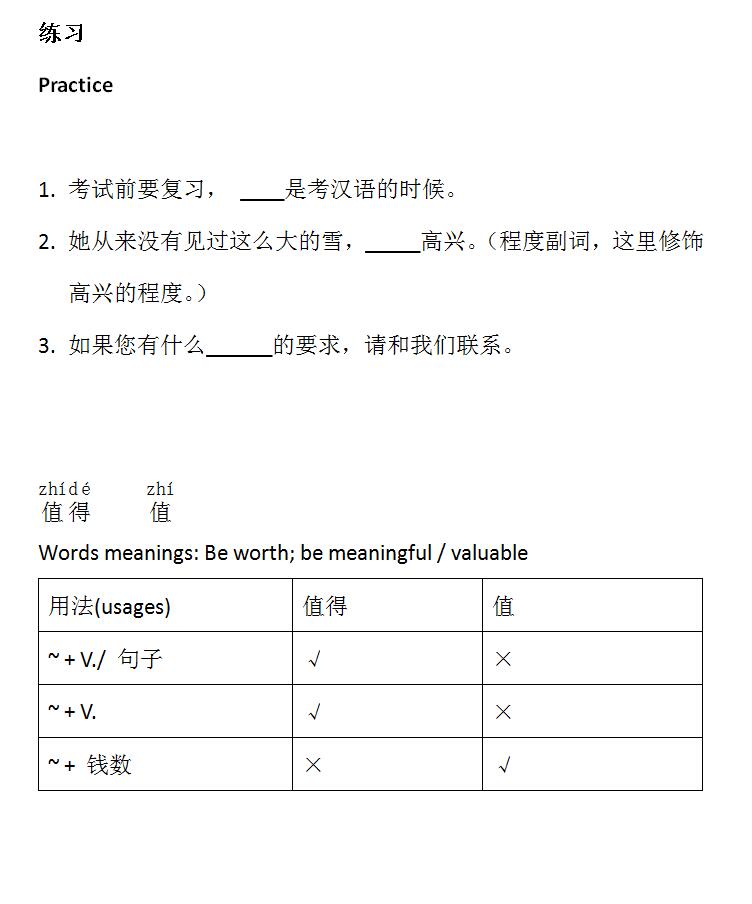 练习
Practice
1. 考试前要复习， ____是考汉语的时候。
2. 她从来没有见过这么大的雪，_____高兴。（程度副词，这里修饰
高兴的程度。）
3. 如果您有什么______的要求，请和我们联系。
zhídé zhí
值得 值
Words meanings: Be worth; be meaningful / valuable
用法(usages) 值得 值
~ + V./ 句子 √ ×
~ + V. √ ×
~ + 钱数 × √